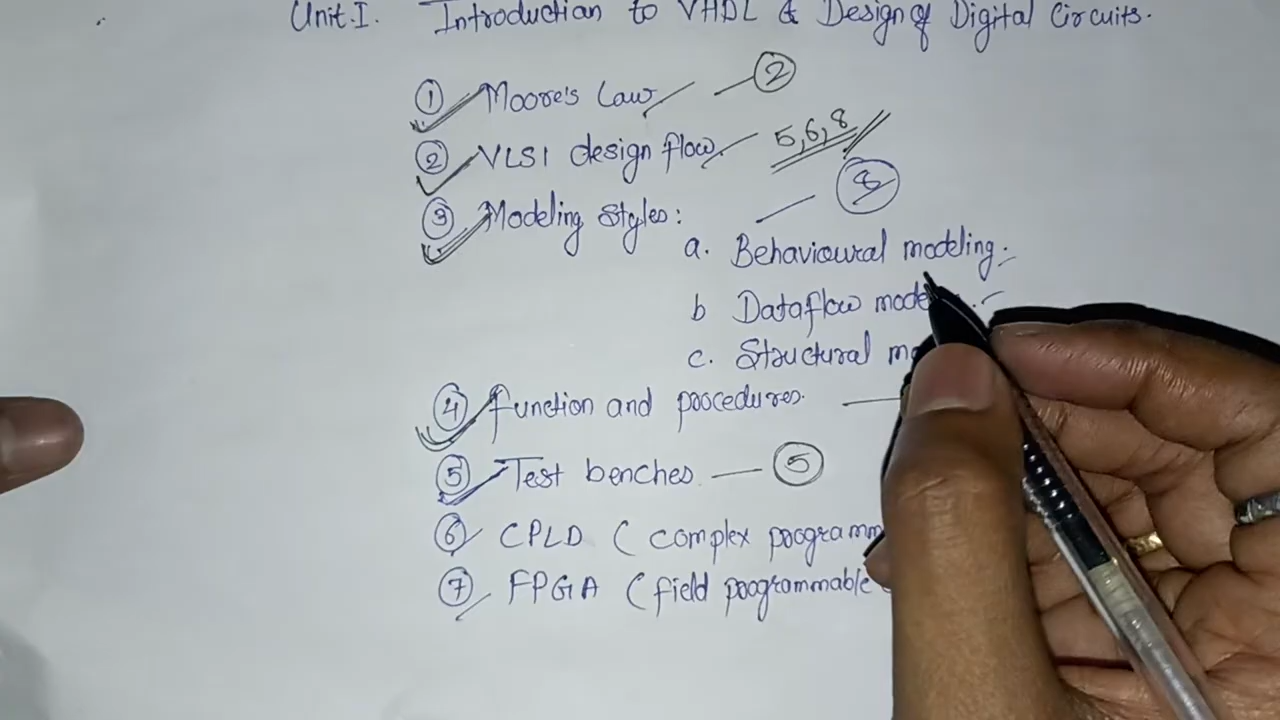 Unit.I. Introduction to VHDL & Design of Digital Circuits.
① Moore's Law — ②
② VLSI design flow — 5,6,8
③ Modeling Styles: — ⑧
a. Behavioural modeling.
b Dataflow
c. Structural
④ function and procedures. —
⑤ Test benches. — ⑤
⑥ CPLD ( complex
⑦ FPGA ( field programmable